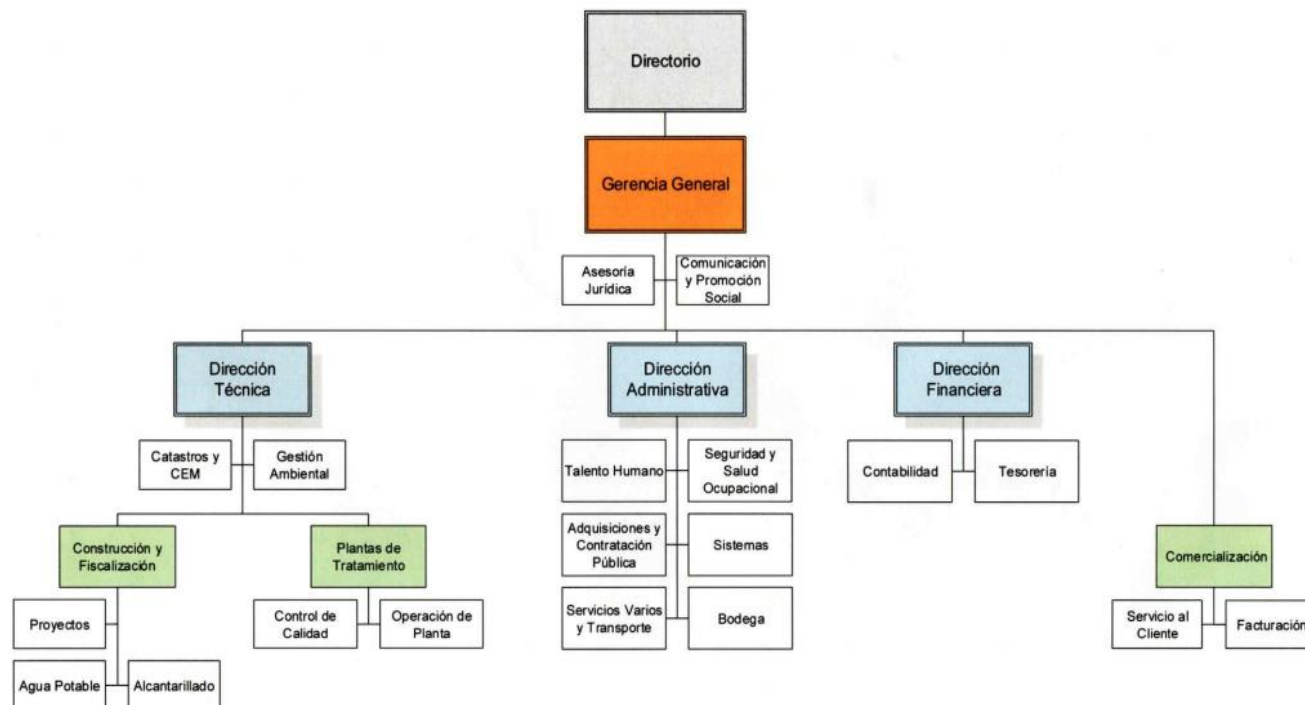 Directorio
Gerencia General
Asesoría
Jurídica
Comunicación
y Promoción
Social
Dirección
Técnica
Dirección
Administrativa
Dirección
Financiera
Catastros y
CEM
Gestión
Ambiental
Talento Humano
Seguridad y
Salud
Ocupacional
Contabilidad
Tesorería
Construcción y
Fiscalización
Plantas de
Tratamiento
Adquisiciones y
Contratación
Pública
Sistemas
Comercialización
Proyectos
Control de
Calidad
Operación de
Planta
Servicios Varios
y Transporte
Bodega
Servicio al
Cliente
Facturación
Agua Potable
Alcantarillado